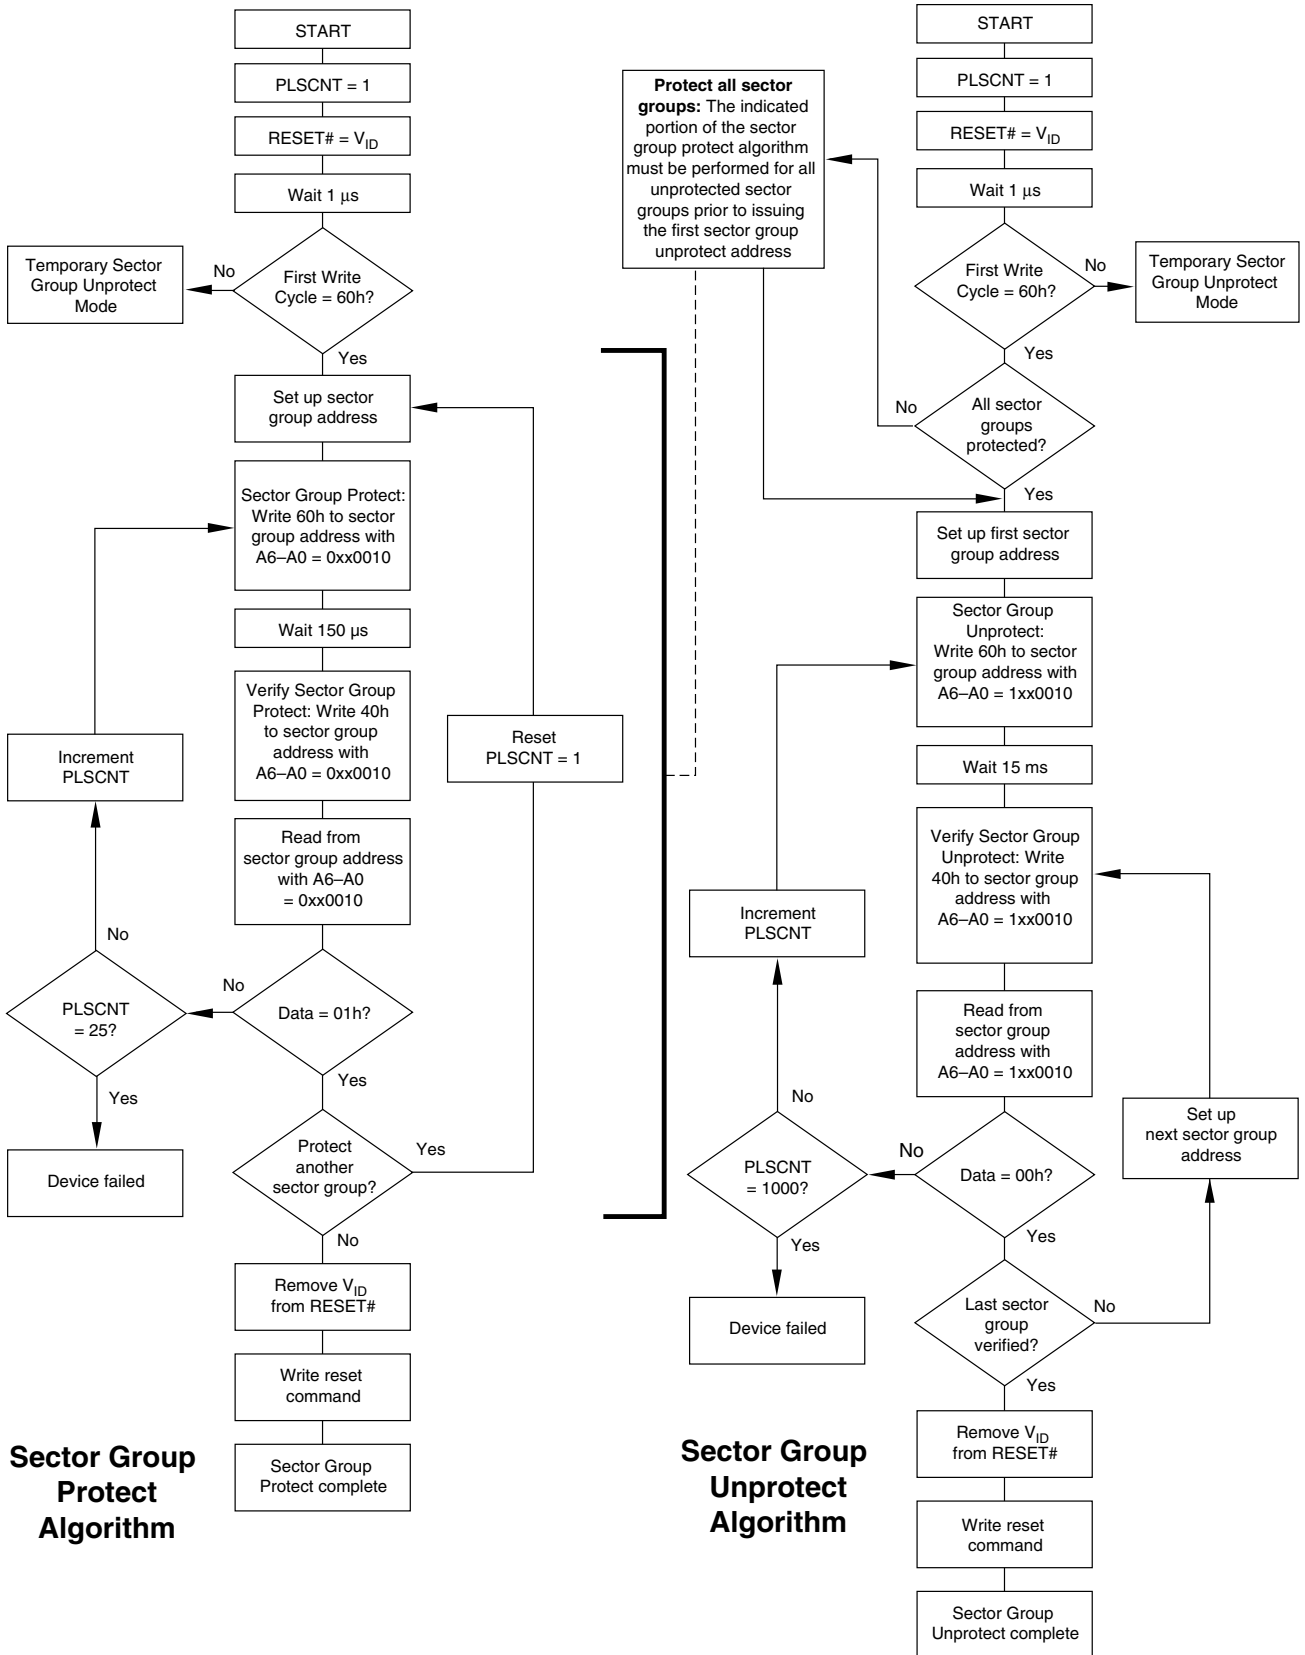 START
PLSCNT = 1
RESET# = VID
Wait 1 μs
First Write
Cycle = 60h?
No
Temporary Sector
Group Unprotect
Mode
Yes
Set up sector
group address
Sector Group Protect:
Write 60h to sector
group address with
A6–A0 = 0xx0010
Wait 150 µs
Verify Sector Group
Protect: Write 40h
to sector group
address with
A6–A0 = 0xx0010
Read from
sector group address
with A6–A0
= 0xx0010
Data = 01h?
No
PLSCNT
= 25?
No
Increment
PLSCNT
Yes
Device failed
Yes
Protect
another
sector group?
Yes
Reset
PLSCNT = 1
No
Remove VID
from RESET#
Write reset
command
Sector Group
Protect complete
Sector Group
Protect
Algorithm
Protect all sector
groups: The indicated
portion of the sector
group protect algorithm
must be performed for all
unprotected sector
groups prior to issuing
the first sector group
unprotect address
START
PLSCNT = 1
RESET# = VID
Wait 1 μs
First Write
Cycle = 60h?
No
Temporary Sector
Group Unprotect
Mode
Yes
All sector
groups
protected?
No
Yes
Set up first sector
group address
Sector Group
Unprotect:
Write 60h to sector
group address with
A6–A0 = 1xx0010
Wait 15 ms
Verify Sector Group
Unprotect: Write
40h to sector group
address with
A6–A0 = 1xx0010
Read from
sector group
address with
A6–A0 = 1xx0010
Data = 00h?
No
PLSCNT
= 1000?
No
Increment
PLSCNT
Yes
Device failed
Yes
Last sector
group
verified?
No
Set up
next sector group
address
Yes
Remove VID
from RESET#
Write reset
command
Sector Group
Unprotect complete
Sector Group
Unprotect
Algorithm